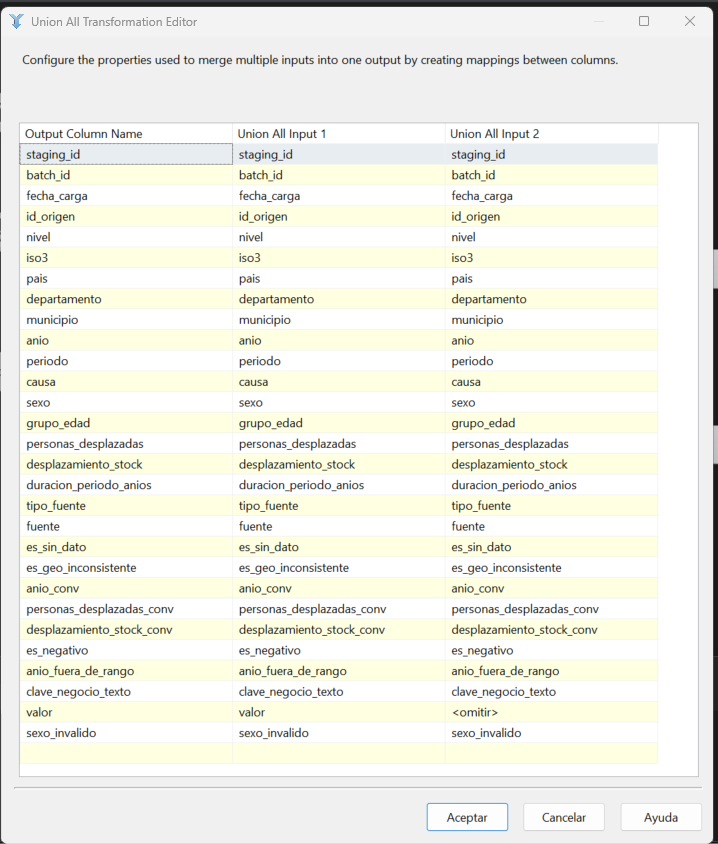 Union All Transformation Editor
Configure the properties used to merge multiple inputs into one output by creating mappings between columns.
Output Column Name Union All Input 1 Union All Input 2
staging_id staging_id staging_id
batch_id batch_id batch_id
fecha_carga fecha_carga fecha_carga
id_origen id_origen id_origen
nivel nivel nivel
iso3 iso3 iso3
pais pais pais
departamento departamento departamento
municipio municipio municipio
anio anio anio
periodo periodo periodo
causa causa causa
sexo sexo sexo
grupo_edad grupo_edad grupo_edad
personas_desplazadas personas_desplazadas personas_desplazadas
desplazamiento_stock desplazamiento_stock desplazamiento_stock
duracion_periodo_anios duracion_periodo_anios duracion_periodo_anios
tipo_fuente tipo_fuente tipo_fuente
fuente fuente fuente
es_sin_dato es_sin_dato es_sin_dato
es_geo_inconsistente es_geo_inconsistente es_geo_inconsistente
anio_conv anio_conv anio_conv
personas_desplazadas_conv personas_desplazadas_conv personas_desplazadas_conv
desplazamiento_stock_conv desplazamiento_stock_conv desplazamiento_stock_conv
es_negativo es_negativo es_negativo
anio_fuera_de_rango anio_fuera_de_rango anio_fuera_de_rango
clave_negocio_texto clave_negocio_texto clave_negocio_texto
valor valor <omitir>
sexo_invalido sexo_invalido sexo_invalido
Aceptar Cancelar Ayuda